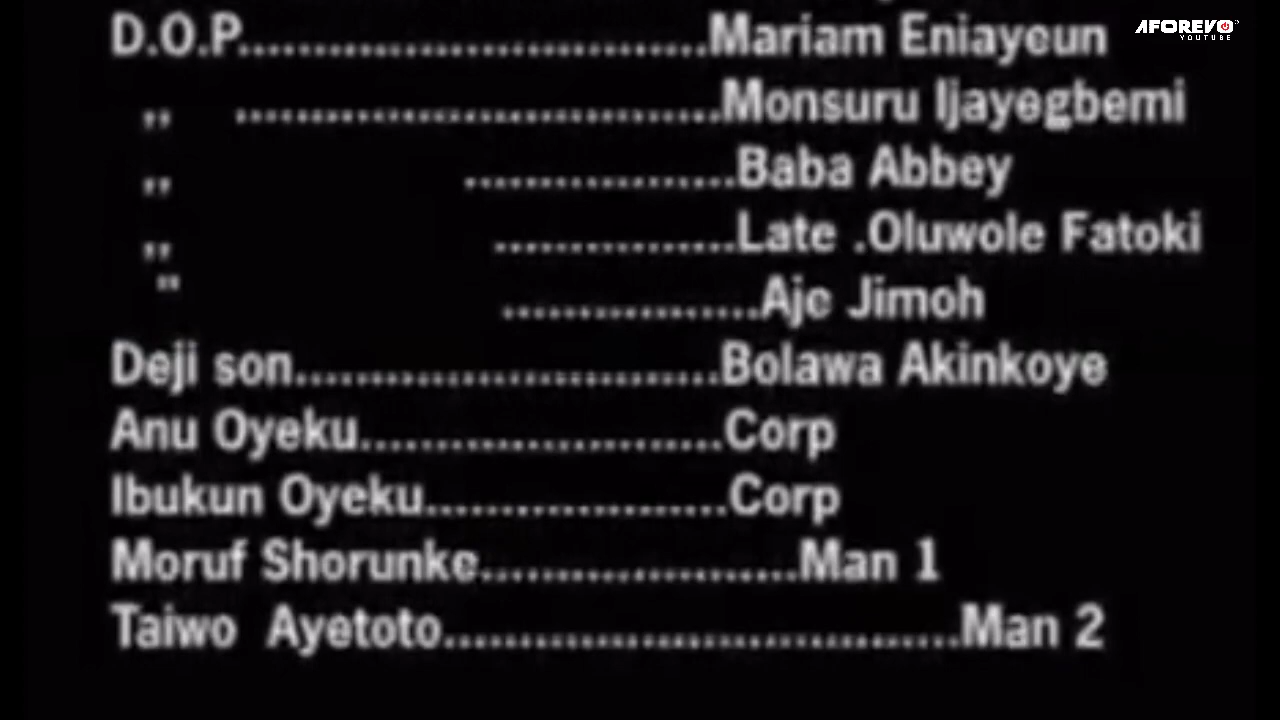 AFOREVO
YOUTUBE
D.O.P.......................................Mariam Eniayeun
,, .......................................Monsuru Ijayegbemi
,, ......................Baba Abbey
,, ....................Late .Oluwole Fatoki
" .....................Aje Jimoh
Deji son...................................Bolawa Akinkoye
Anu Oyeku..............................Corp
Ibukun Oyeku.........................Corp
Moruf Shorunke..........................Man 1
Taiwo Ayetoto...........................................Man 2